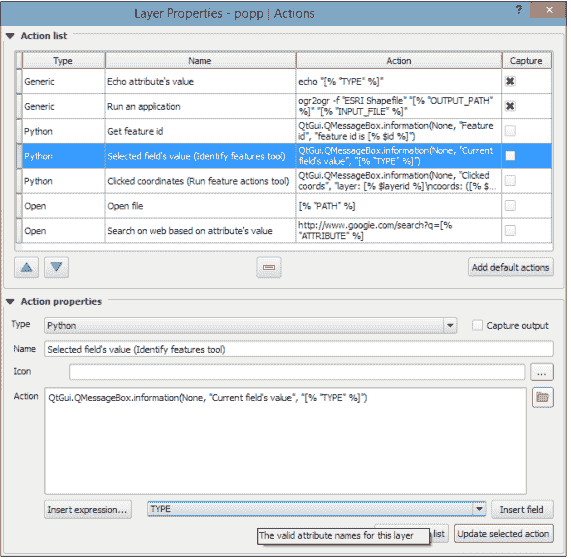 Layer Properties - popp | Actions
?
Action list
Type Name Action Capture
Generic Echo attribute's value echo "[% "TYPE" %]"
Generic Run an application ogr2ogr -f "ESRI Shapefile" "[% "OUTPUT_PATH"
%]" "[% "INPUT_FILE" %]"
Python Get feature id QtGui.QMessageBox.information(None, "Feature
id", "feature id is [% $id %]")
Python Selected field's value (Identify features tool) QtGui.QMessageBox.information(None, "Current
field's value", "[% "TYPE" %]")
Python Clicked coordinates (Run feature actions tool) QtGui.QMessageBox.information(None, "Clicked
coords", "layer: [% $layerid %]\ncoords: ([% $...
Open Open file [% "PATH" %]
Open Search on web based on attribute's value http://www.google.com/search?q=[%
"ATTRIBUTE" %]
Add default actions
Action properties
Type Python Capture output
Name Selected field's value (Identify features tool)
Icon ...
Action QtGui.QMessageBox.information(None, "Current field's value", "[% "TYPE" %]")
Insert expression... TYPE Insert field
The valid attribute names for this layer list Update selected action